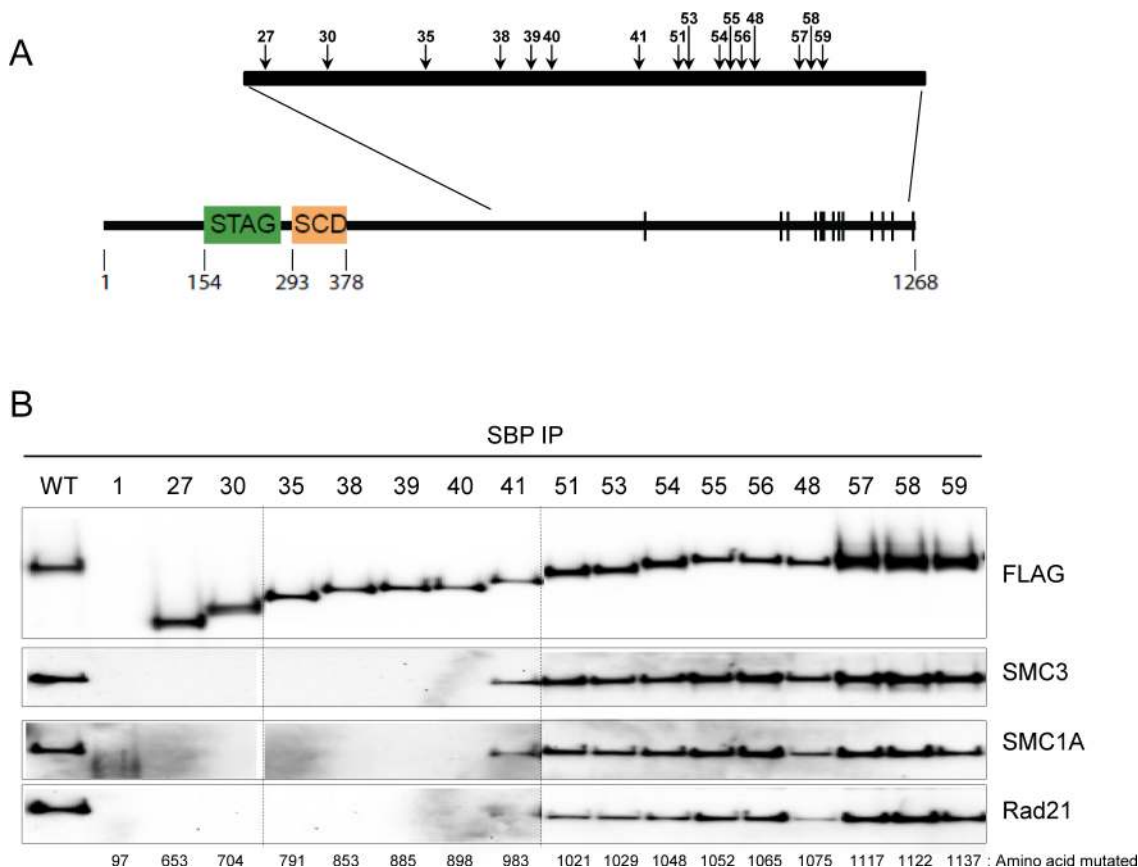 A
27 30 35 38 39 40 41 51 53 54 55 56 48 57 58 59
STAG SCD
1 154 293 378 1268
B
SBP IP
WT 1 27 30 35 38 39 40 41 51 53 54 55 56 48 57 58 59
FLAG
SMC3
SMC1A
Rad21
97 653 704 791 853 885 898 983 1021 1029 1048 1052 1065 1075 1117 1122 1137 : Amino acid mutated